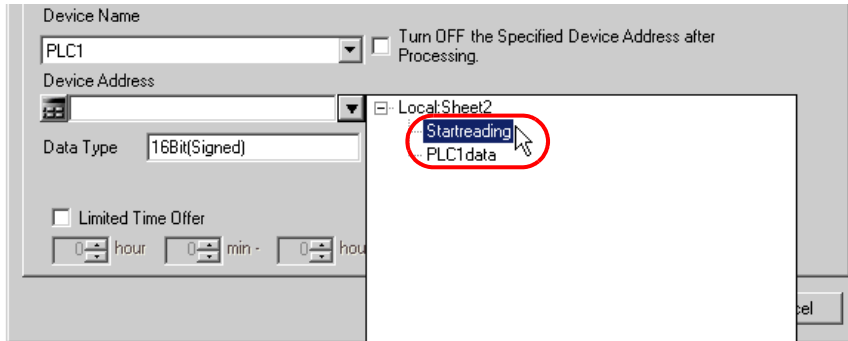 Device Name
PLC1
Turn OFF the Specified Device Address after
Processing.
Device Address
Local:Sheet2
Startreading
PLC1data
Data Type
16Bit(Signed)
Limited Time Offer
0 hour 0 min - 0 hou
cel